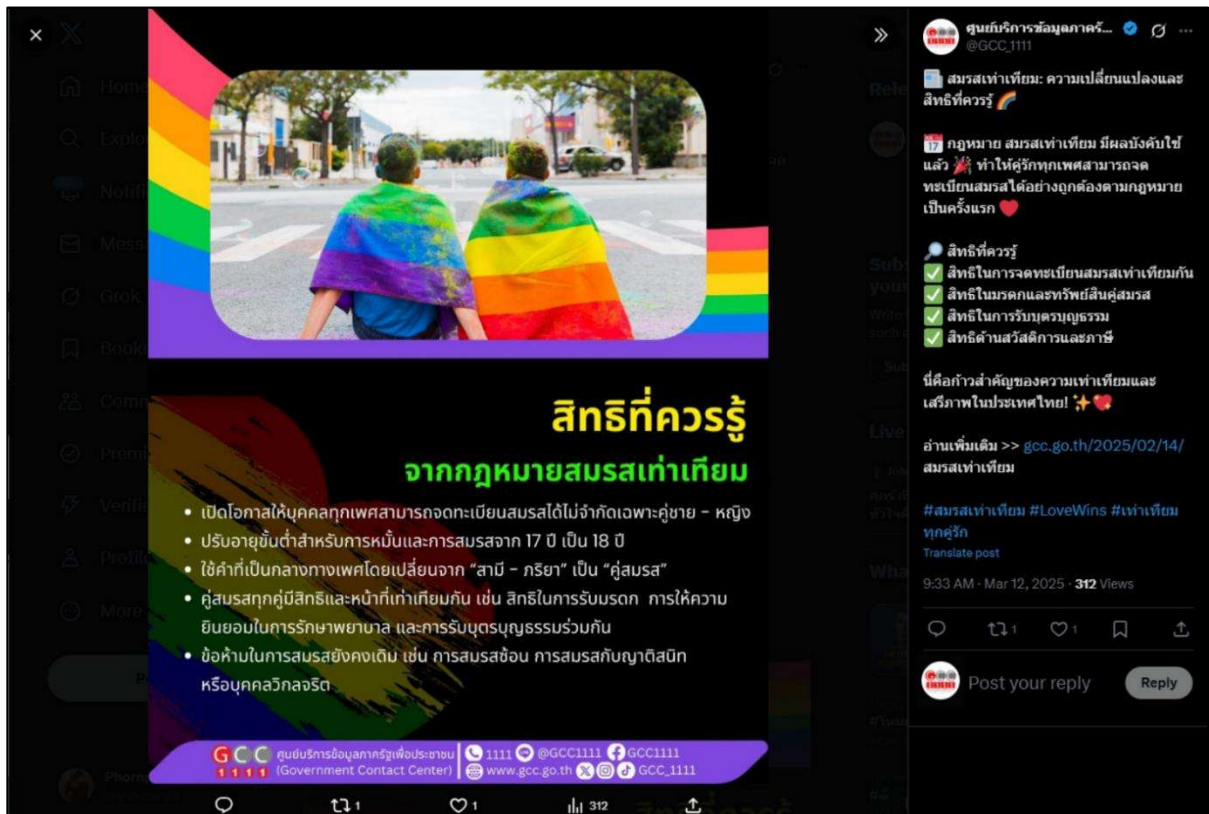 Home
Explo
Notifi
Mess
Grok
Book
Comm
Premi
Verifie
Profile
More
สิทธิที่ควรรู้
จากกฎหมายสมรสเท่าเทียม
• เปิดโอกาสให้บุคคลทุกเพศสามารถจดทะเบียนสมรสได้ไม่จำกัดเฉพาะคู่ชาย – หญิง
• ปรับอายุขั้นต่ำสำหรับการหมั้นและการสมรสจาก 17 ปี เป็น 18 ปี
• ใช้คำที่เป็นกลางทางเพศโดยเปลี่ยนจาก “สามี – ภริยา” เป็น “คู่สมรส”
• คู่สมรสทุกคู่มีสิทธิและหน้าที่เท่าเทียมกัน เช่น สิทธิในการรับมรดก การให้ความ
ยินยอมในการรักษาพยาบาล และการรับบุตรบุญธรรมร่วมกัน
• ข้อห้ามในการสมรสยังคงเดิม เช่น การสมรสซ้อน การสมรสกับญาติสนิท
หรือบุคคลวิกลจริต
GCC 1111 ศูนย์บริการข้อมูลภาครัฐเพื่อประชาชน 1111 @GCC1111 GCC1111
(Government Contact Center) www.gcc.go.th GCC_1111
1 1 312
ศูนย์บริการข้อมูลภาครั...
@GCC_1111
📰 สมรสเท่าเทียม: ความเปลี่ยนแปลงและ
สิทธิที่ควรรู้ 🌈
📅 กฎหมาย สมรสเท่าเทียม มีผลบังคับใช้
แล้ว 🎉 ทำให้คู่รักทุกเพศสามารถจด
ทะเบียนสมรสได้อย่างถูกต้องตามกฎหมาย
เป็นครั้งแรก ❤️
🔎 สิทธิที่ควรรู้
✅ สิทธิในการจดทะเบียนสมรสเท่าเทียมกัน
✅ สิทธิในมรดกและทรัพย์สินคู่สมรส
✅ สิทธิในการรับบุตรบุญธรรม
✅ สิทธิด้านสวัสดิการและภาษี
นี่คือก้าวสำคัญของความเท่าเทียมและ
เสรีภาพในประเทศไทย! ✨💖
อ่านเพิ่มเติม >> gcc.go.th/2025/02/14/
สมรสเท่าเทียม
#สมรสเท่าเทียม #LoveWins #เท่าเทียม
ทุกคู่รัก
Translate post
9:33 AM · Mar 12, 2025 · 312 Views
1 1
Post your reply
Reply